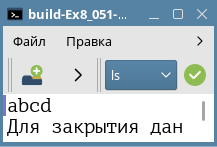 build-Ex8_051-...
Файл Правка
ls
abcd
Для закрытия дан